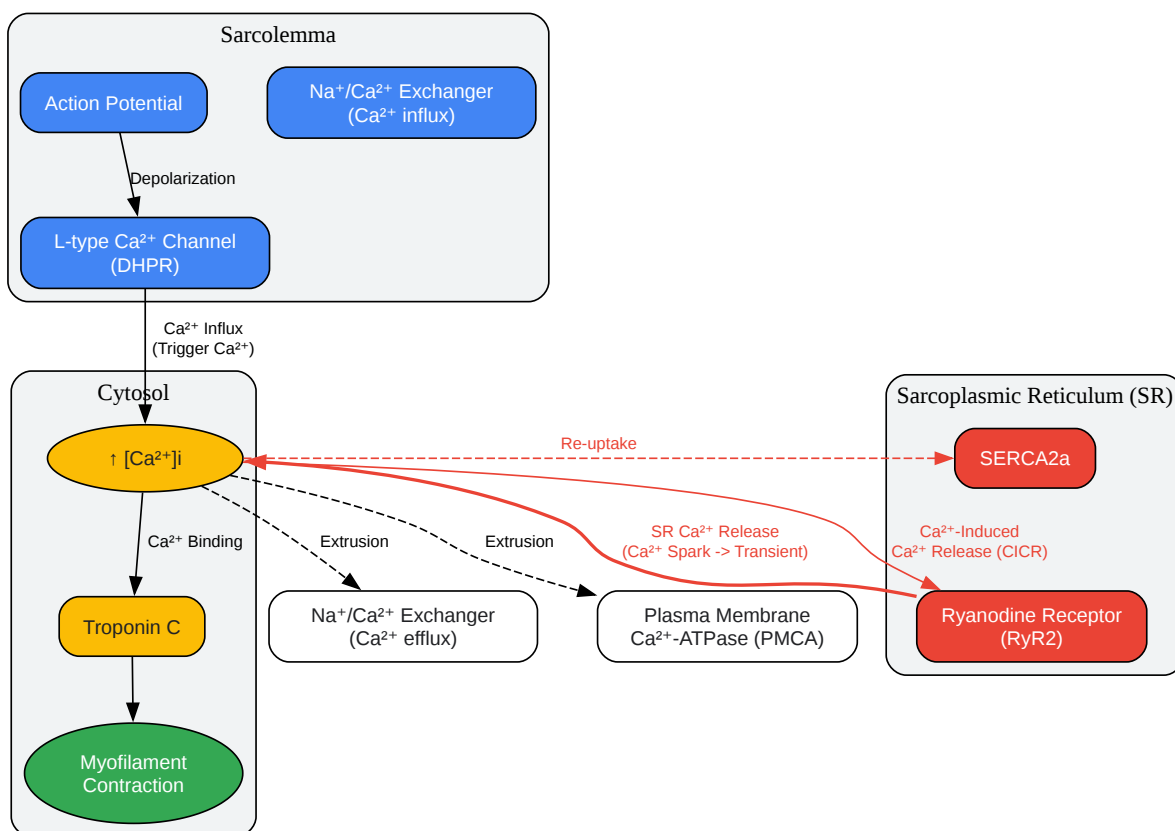 Sarcolemma
Action Potential
Na⁺/Ca²⁺ Exchanger
(Ca²⁺ influx)
Depolarization
L-type Ca²⁺ Channel
(DHPR)
Ca²⁺ Influx
(Trigger Ca²⁺)
Cytosol
Sarcoplasmic Reticulum (SR)
↑ [Ca²⁺]i
Re-uptake
SERCA2a
Ca²⁺ Binding
Extrusion
Extrusion
SR Ca²⁺ Release
(Ca²⁺ Spark -> Transient)
Ca²⁺-Induced
Ca²⁺ Release (CICR)
Troponin C
Na⁺/Ca²⁺ Exchanger
(Ca²⁺ efflux)
Plasma Membrane
Ca²⁺-ATPase (PMCA)
Ryanodine Receptor
(RyR2)
Myofilament
Contraction